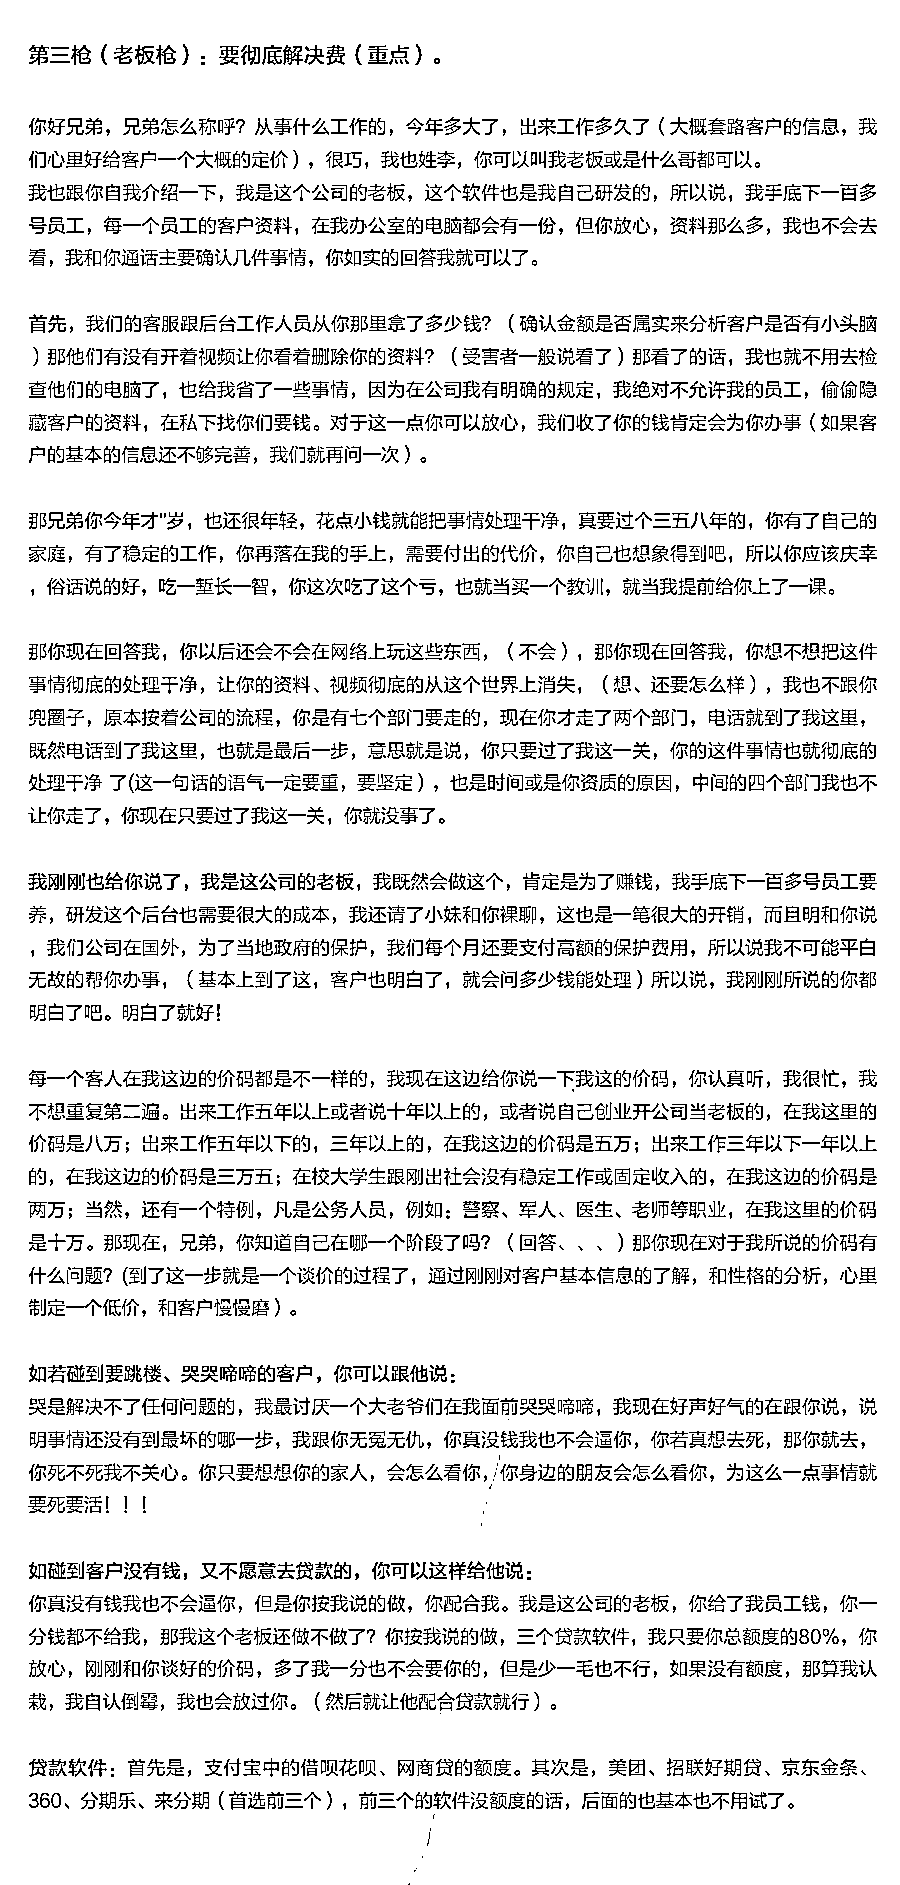 第三枪（老板枪）：要彻底解决费（重点）。
你好兄弟，兄弟怎么称呼？从事什么工作的，今年多大了，出来工作多久了（大概套路客户的信息，我
们心里好给客户一个大概的定价），很巧，我也姓李，你可以叫我老板或是什么哥都可以。
我也跟你自我介绍一下，我是这个公司的老板，这个软件也是我自己研发的，所以说，我手底下一百多
号员工，每一个员工的客户资料，在我办公室的电脑都会有一份，但你放心，资料那么多，我也不会去
看，我和你通话主要确认几件事情，你如实的回答我就可以了。
首先，我们的客服跟后台工作人员从你那里拿了多少钱？（确认金额是否属实来分析客户是否有小头脑
）那他们有没有开着视频让你看着删除你的资料？（受害者一般说看了）那看了的话，我也就不用去检
查他们的电脑了，也给我省了一些事情，因为在公司我有明确的规定，我绝对不允许我的员工，偷偷隐
藏客户的资料，在私下找你们要钱。对于这一点你可以放心，我们收了你的钱肯定会为你办事（如果客
户的基本的信息还不够完善，我们就再问一次）。
那兄弟你今年才"岁，也还很年轻，花点小钱就能把事情处理干净，真要过个三五八年的，你有了自己的
家庭，有了稳定的工作，你再落在我的手上，需要付出的代价，你自己也想象得到吧，所以你应该庆幸
，俗话说的好，吃一堑长一智，你这次吃了这个亏，也就当买一个教训，就当我提前给你上了一课。
那你现在回答我，你以后还会不会在网络上玩这些东西，（不会），那你现在回答我，你想不想把这件
事情彻底的处理干净，让你的资料、视频彻底的从这个世界上消失，（想、还要怎么样），我也不跟你
兜圈子，原本按着公司的流程，你是有七个部门要走的，现在你才走了两个部门，电话就到了我这里，
既然电话到了我这里，也就是最后一步，意思就是说，你只要过了我这一关，你的这件事情也就彻底的
处理干净 了(这一句话的语气一定要重，要坚定），也是时间或是你资质的原因，中间的四个部门我也不
让你走了，你现在只要过了我这一关，你就没事了。
我刚刚也给你说了，我是这公司的老板，我既然会做这个，肯定是为了赚钱，我手底下一百多号员工要
养，研发这个后台也需要很大的成本，我还请了小妹和你裸聊，这也是一笔很大的开销，而且明和你说
，我们公司在国外，为了当地政府的保护，我们每个月还要支付高额的保护费用，所以说我不可能平白
无故的帮你办事，（基本上到了这，客户也明白了，就会问多少钱能处理）所以说，我刚刚所说的你都
明白了吧。明白了就好！
每一个客人在我这边的价码都是不一样的，我现在这边给你说一下我这的价码，你认真听，我很忙，我
不想重复第二遍。出来工作五年以上或者说十年以上的，或者说自己创业开公司当老板的，在我这里的
价码是八万；出来工作五年以下的，三年以上的，在我这边的价码是五万；出来工作三年以下一年以上
的，在我这边的价码是三万五；在校大学生跟刚出社会没有稳定工作或固定收入的，在我这边的价码是
两万；当然，还有一个特例，凡是公务人员，例如：警察、军人、医生、老师等职业，在我这里的价码
是十万。那现在，兄弟，你知道自己在哪一个阶段了吗？（回答、、、）那你现在对于我所说的价码有
什么问题？(到了这一步就是一个谈价的过程了，通过刚刚对客户基本信息的了解，和性格的分析，心里
制定一个低价，和客户慢慢磨）。
如若碰到要跳楼、哭哭啼啼的客户，你可以跟他说：
哭是解决不了任何问题的，我最讨厌一个大老爷们在我面前哭哭啼啼，我现在好声好气的在跟你说，说
明事情还没有到最坏的哪一步，我跟你无冤无仇，你真没钱我也不会逼你，你若真想去死，那你就去，
你死不死我不关心。你只要想想你的家人，会怎么看你，你身边的朋友会怎么看你，为这么一点事情就
要死要活！！！
如碰到客户没有钱，又不愿意去贷款的，你可以这样给他说：
你真没有钱我也不会逼你，但是你按我说的做，你配合我。我是这公司的老板，你给了我员工钱，你一
分钱都不给我，那我这个老板还做不做了？你按我说的做，三个贷款软件，我只要你总额度的80%，你
放心，刚刚和你谈好的价码，多了我一分也不会要你的，但是少一毛也不行，如果没有额度，那算我认
栽，我自认倒霉，我也会放过你。（然后就让他配合贷款就行）。
贷款软件：首先是，支付宝中的借呗花呗、网商贷的额度。其次是，美团、招联好期贷、京东金条、
360、分期乐、来分期（首选前三个），前三个的软件没额度的话，后面的也基本也不用试了。